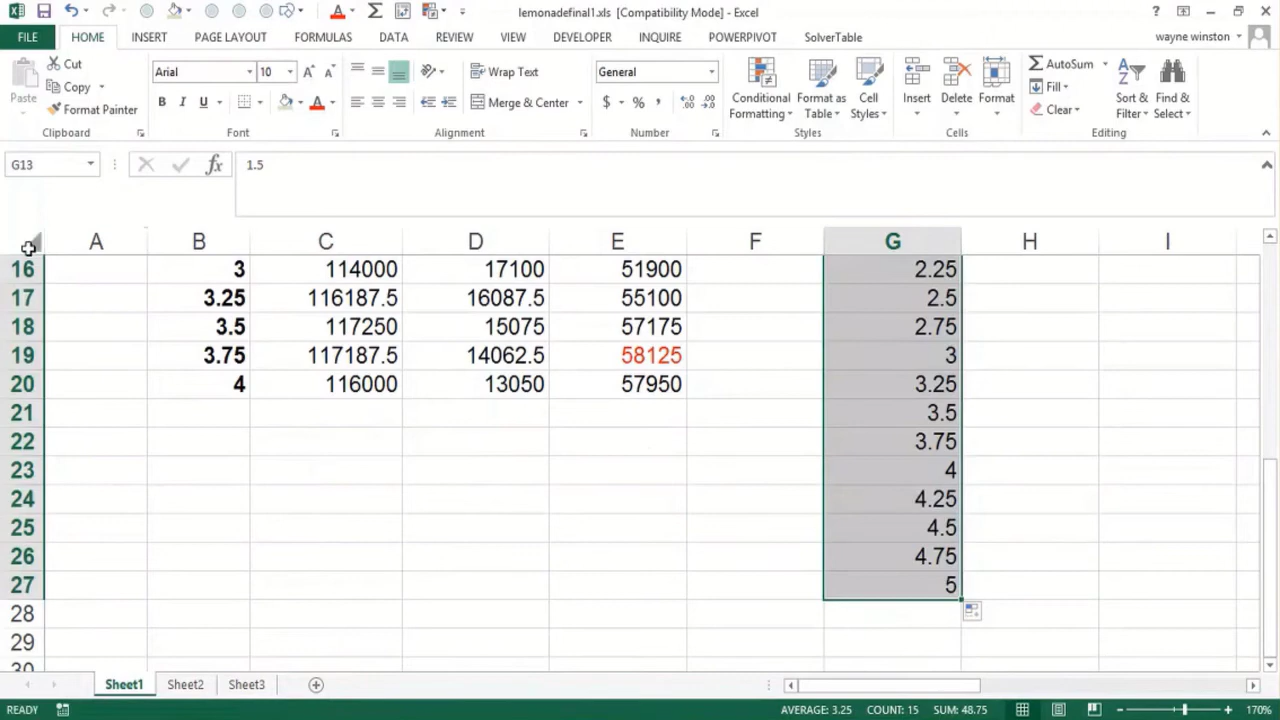 lemonadefinal1.xls [Compatibility Mode] - Excel
FILE HOME INSERT PAGE LAYOUT FORMULAS DATA REVIEW VIEW DEVELOPER INQUIRE POWERPIVOT SolverTable wayne winston
Paste Cut Copy Format Painter
Arial 10 B I U A
Wrap Text Merge & Center
General $ % ,
Conditional Formatting Format as Table Cell Styles
Insert Delete Format
AutoSum Fill Clear Sort & Filter Find & Select
Clipboard Font Alignment Number Styles Cells Editing
G13 fx 1.5
A B C D E F G H I
16 3 114000 17100 51900 2.25
17 3.25 116187.5 16087.5 55100 2.5
18 3.5 117250 15075 57175 2.75
19 3.75 117187.5 14062.5 58125 3
20 4 116000 13050 57950 3.25
21 3.5
22 3.75
23 4
24 4.25
25 4.5
26 4.75
27 5
28
29
30
Sheet1 Sheet2 Sheet3
READY AVERAGE: 3.25 COUNT: 15 SUM: 48.75 170%